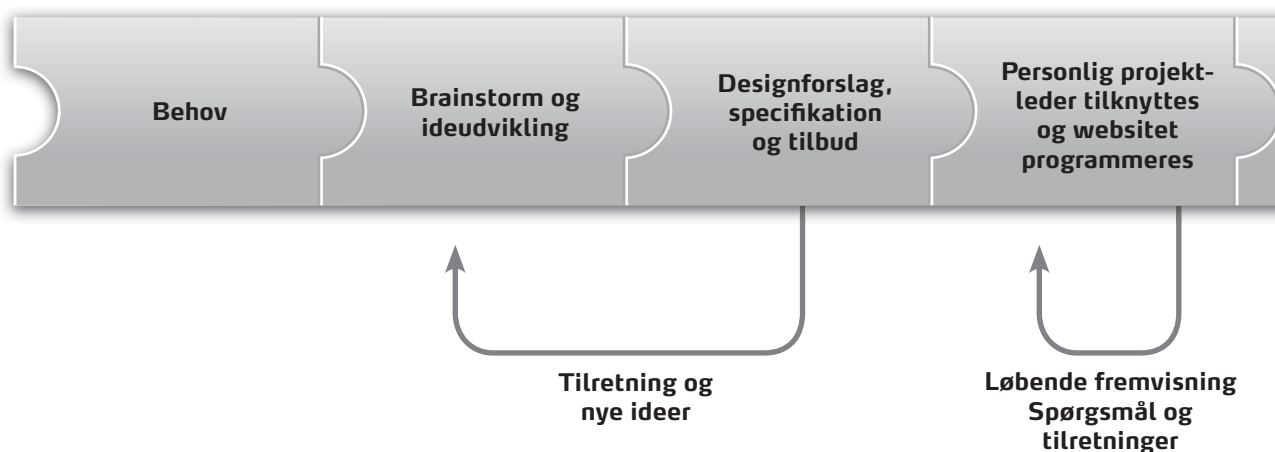 Behov
Brainstorm og
ideudvikling
Designforslag,
specifikation
og tilbud
Personlig projekt-
leder tilknyttes
og websitet
programmeres
Tilretning og
nye ideer
Løbende fremvisning
Spørgsmål og
tilretninger